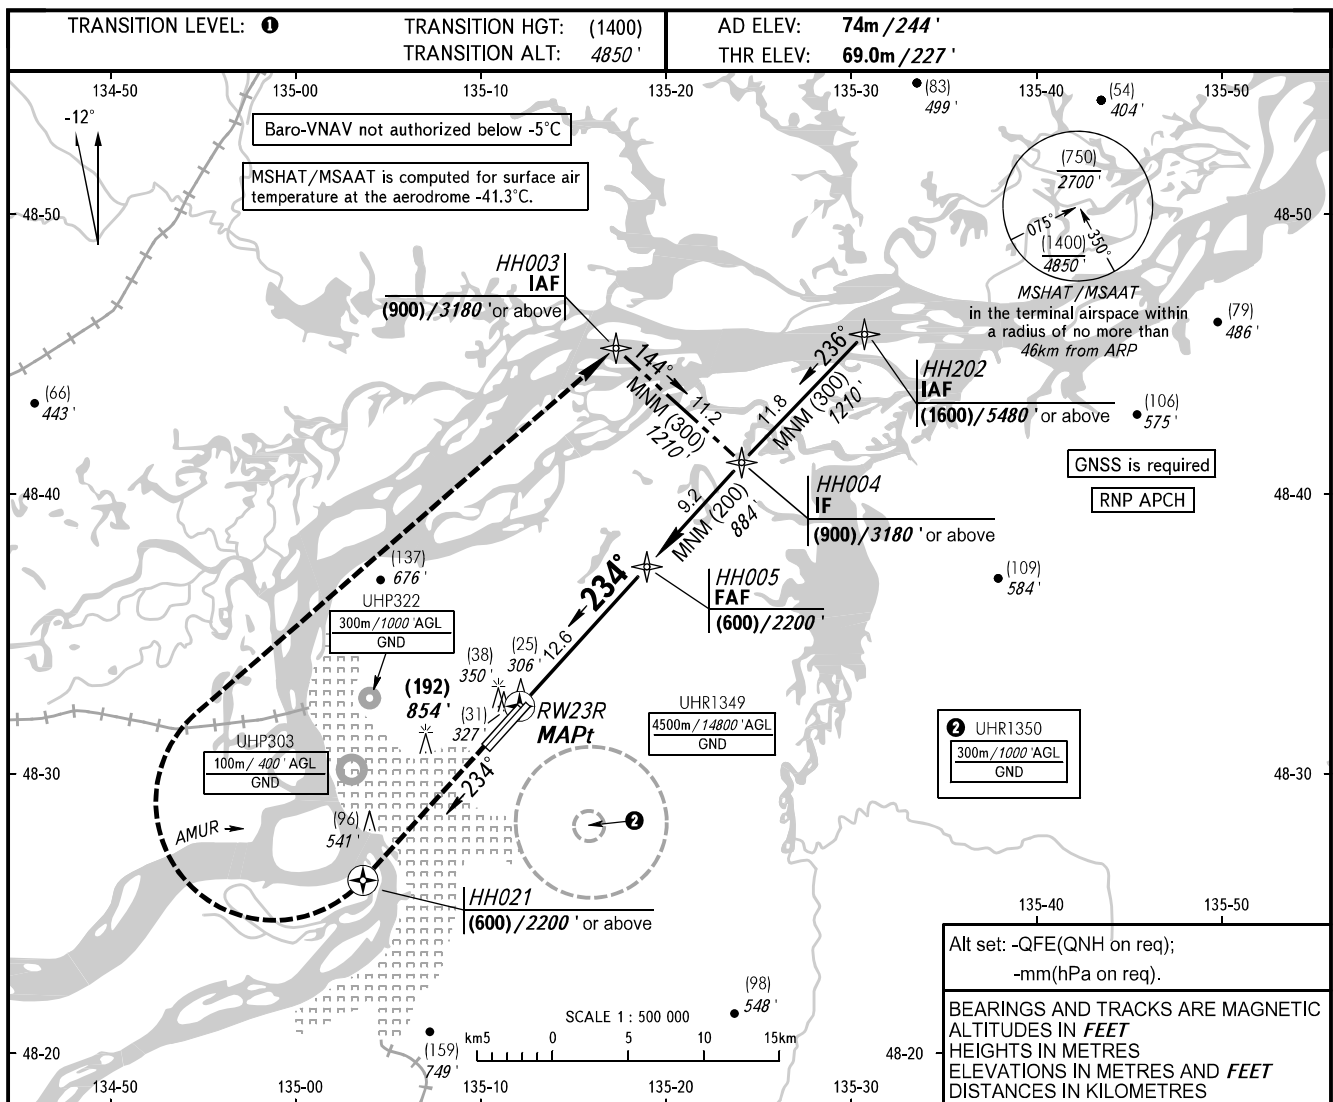 TRANSITION LEVEL: ❶
TRANSITION HGT: (1400)
TRANSITION ALT: 4850 '
AD ELEV: 74m/244 '
THR ELEV: 69.0m/227 '
134-50 135-00 135-10 135-20 135-30 135-40 135-50
-12°
Baro-VNAV not authorized below -5°C
MSHAT/MSAAT is computed for surface air
temperature at the aerodrome -41.3°C.
(83)
499 '
(54)
404 '
(750)
2700 '
075°
350°
(1400)
4850 '
MSHAT/MSAAT
in the terminal airspace within
a radius of no more than
46km from ARP
48-50
48-50
HH003
IAF
(900)/3180 'or above
144°
11.2
MNM (300)
1210'
236°
11.8
MNM (300)
1210'
HH202
IAF
(1600)/5480 'or above
(79)
486 '
(66)
443 '
(106)
575 '
GNSS is required
RNP APCH
48-40
48-40
HH004
IF
(900)/3180 ' or above
9.2
MNM (200)
884'
HH005
FAF
(600)/2200 '
(109)
584 '
(137)
676 '
UHP322
300m/1000 'AGL
GND
234°
12.6
(25)
306 '
(38)
350 '
(31)
327 '
(192)
854 '
RW23R
MAPt
UHR1349
4500m/14800 'AGL
GND
❷ UHR1350
300m/1000 'AGL
GND
UHP303
100m/ 400 'AGL
GND
234°
48-30
48-30
❷
AMUR
(96)
541 '
HH021
(600)/2200 ' or above
135-40 135-50
Alt set: -QFE(QNH on req);
-mm(hPa on req).
BEARINGS AND TRACKS ARE MAGNETIC
ALTITUDES IN FEET
HEIGHTS IN METRES
ELEVATIONS IN METRES AND FEET
DISTANCES IN KILOMETRES
(98)
548 '
SCALE 1 : 500 000
km5 0 5 10 15km
(159)
749 '
48-20
48-20
134-50 135-00 135-10 135-20 135-30